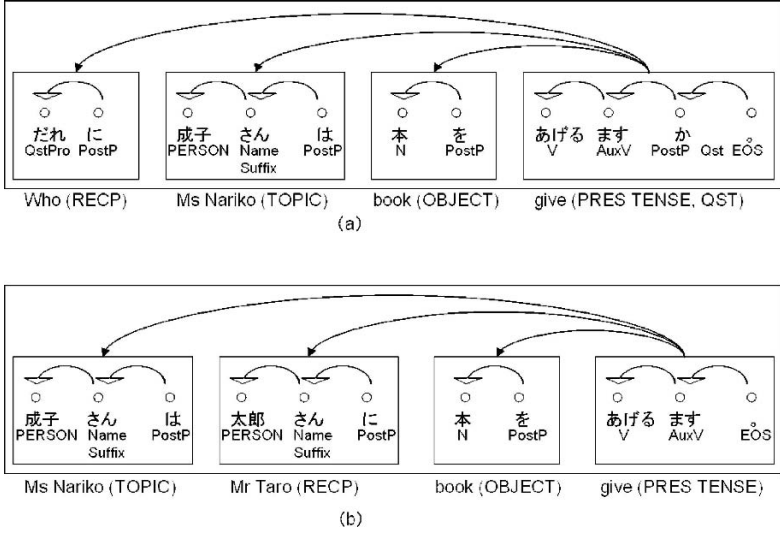 だれ に 成子 さん は 本 を あげる ます か 。
QstPro PostP PERSON Name PostP N PostP V AuxV PostP Qst EOS
Suffix
Who (RECP) Ms Nariko (TOPIC) book (OBJECT) give (PRES TENSE, QST)
(a)
成子 さん は 太郎 さん に 本 を あげる ます 。
PERSON Name PostP PERSON Name PostP N PostP V AuxV EOS
Suffix Suffix
Ms Nariko (TOPIC) Mr Taro (RECP) book (OBJECT) give (PRES TENSE)
(b)